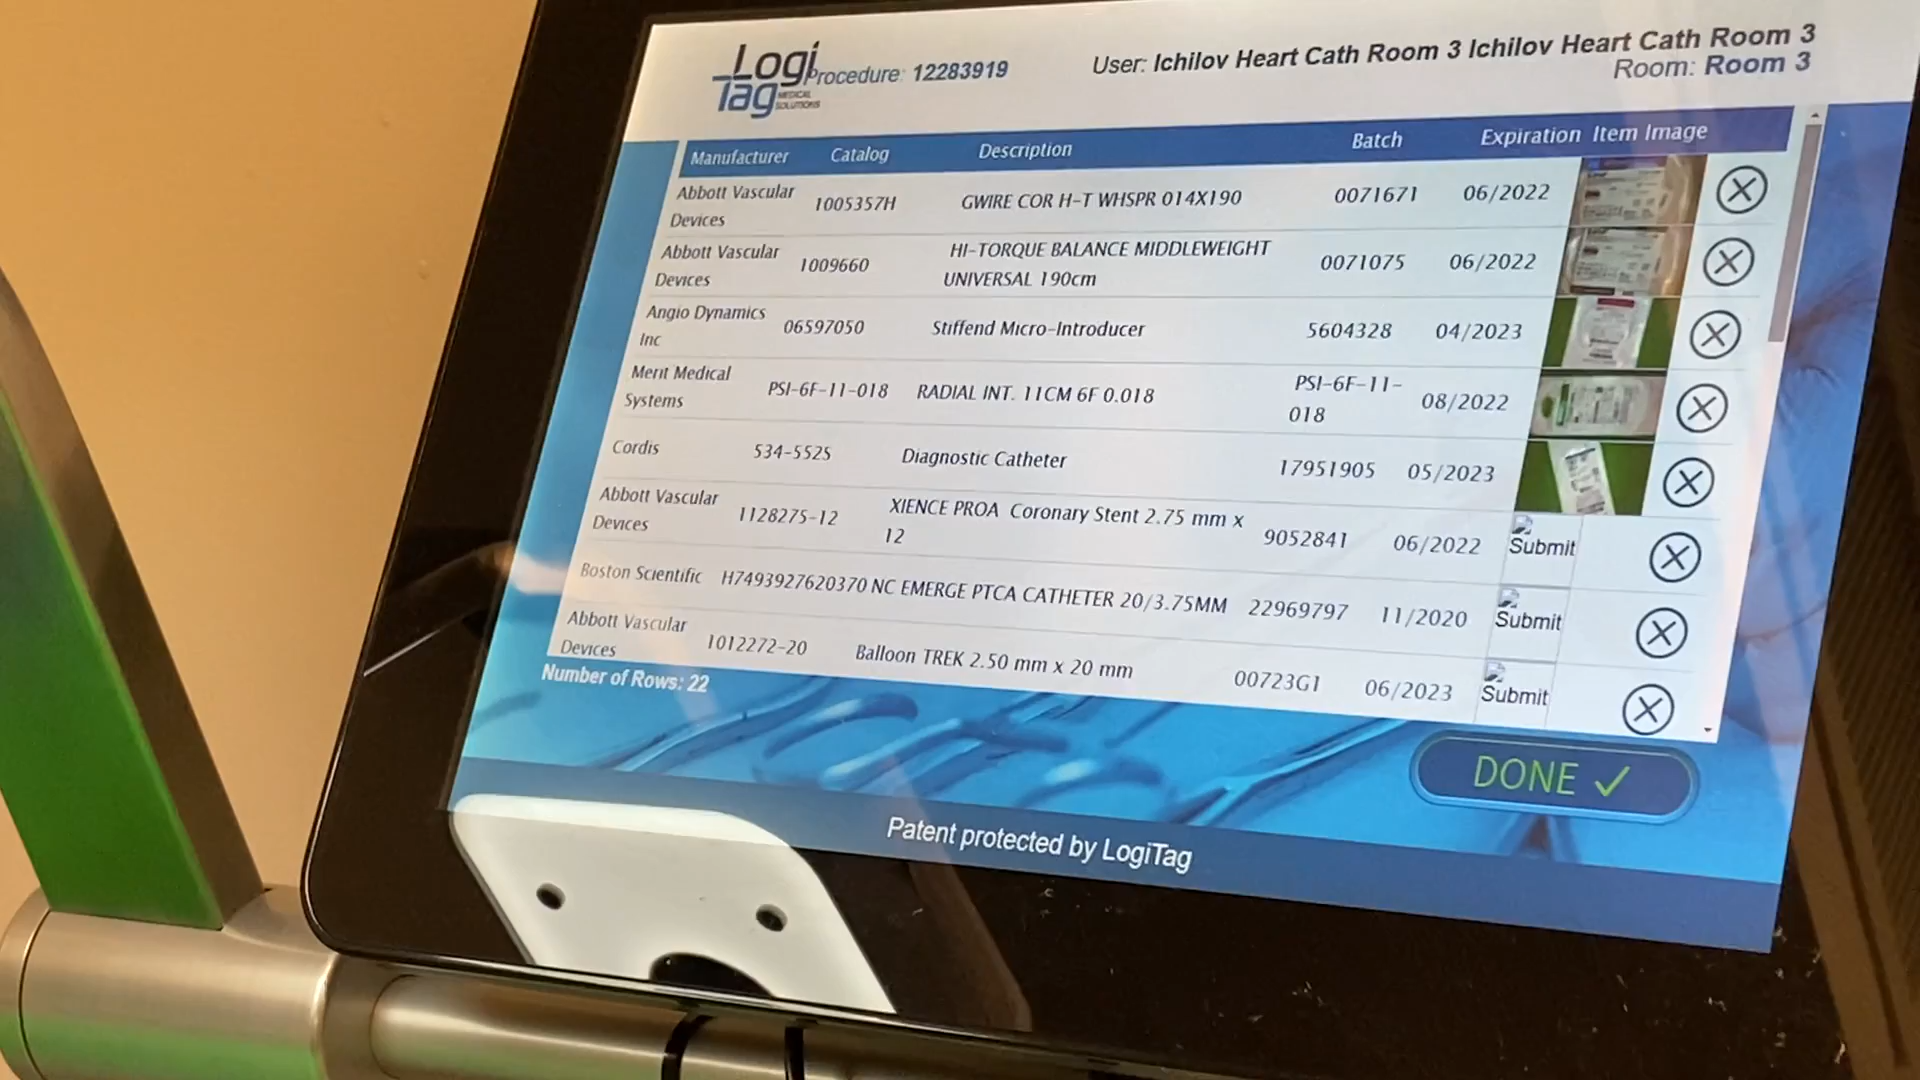 Logi
Tag MEDICAL SOLUTIONS
Procedure: 12283919
User: Ichilov Heart Cath Room 3 Ichilov Heart Cath Room 3
Room: Room 3
Manufacturer Catalog Description Batch Expiration Item Image
Abbott Vascular Devices 1005357H GWIRE COR H-T WHSPR 014X190 0071671 06/2022
Abbott Vascular Devices 1009660 HI-TORQUE BALANCE MIDDLEWEIGHT UNIVERSAL 190cm 0071075 06/2022
Angio Dynamics Inc 06597050 Stiffend Micro-Introducer 5604328 04/2023
Merit Medical Systems PSI-6F-11-018 RADIAL INT. 11CM 6F 0.018 PSI-6F-11-018 08/2022
Cordis 534-552S Diagnostic Catheter 17951905 05/2023
Abbott Vascular Devices 1128275-12 XIENCE PROA Coronary Stent 2.75 mm x 12 9052841 06/2022 Submit
Boston Scientific H7493927620370 NC EMERGE PTCA CATHETER 20/3.75MM 22969797 11/2020 Submit
Abbott Vascular Devices 1012272-20 Balloon TREK 2.50 mm x 20 mm 00723G1 06/2023 Submit
Number of Rows: 22
DONE ✓
Patent protected by LogiTag